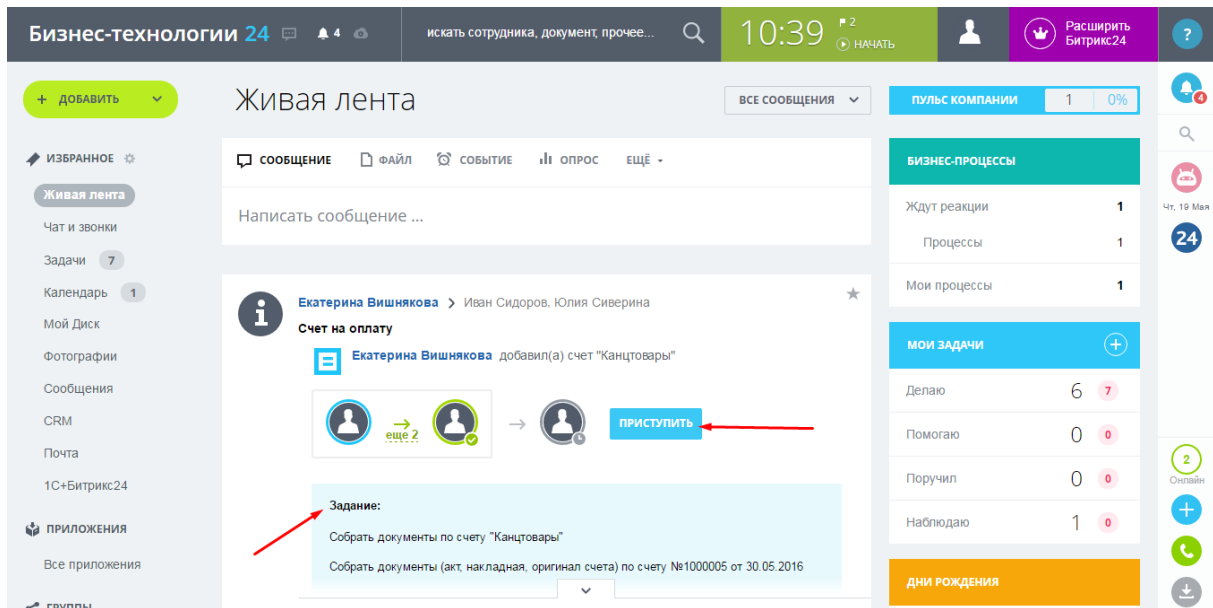 Бизнес-технологии 24
4
искать сотрудника, документ, прочее...
10:39
2
НАЧАТЬ
Расширить
Битрикс24
?
+ ДОБАВИТЬ
ИЗБРАННОЕ
Живая лента
Чат и звонки
Задачи 7
Календарь 1
Мой Диск
Фотографии
Сообщения
CRM
Почта
1С+Битрикс24
ПРИЛОЖЕНИЯ
Все приложения
ГРУППЫ
Живая лента
ВСЕ СООБЩЕНИЯ
СООБЩЕНИЕ
ФАЙЛ
СОБЫТИЕ
ОПРОС
ЕЩЁ
Написать сообщение ...
Екатерина Вишнякова > Иван Сидоров, Юлия Сиверина
Счет на оплату
Екатерина Вишнякова добавил(а) счет "Канцтовары"
еще 2
ПРИСТУПИТЬ
Задание:
Собрать документы по счету "Канцтовары"
Собрать документы (акт, накладная, оригинал счета) по счету №1000005 от 30.05.2016
ПУЛЬС КОМПАНИИ 1 0%
БИЗНЕС-ПРОЦЕССЫ
Ждут реакции 1
Процессы 1
Мои процессы 1
МОИ ЗАДАЧИ
Делаю 6 7
Помогаю 0 0
Поручил 0 0
Наблюдаю 1 0
ДНИ РОЖДЕНИЯ
4
Чт, 19 Мая
24
2
Онлайн